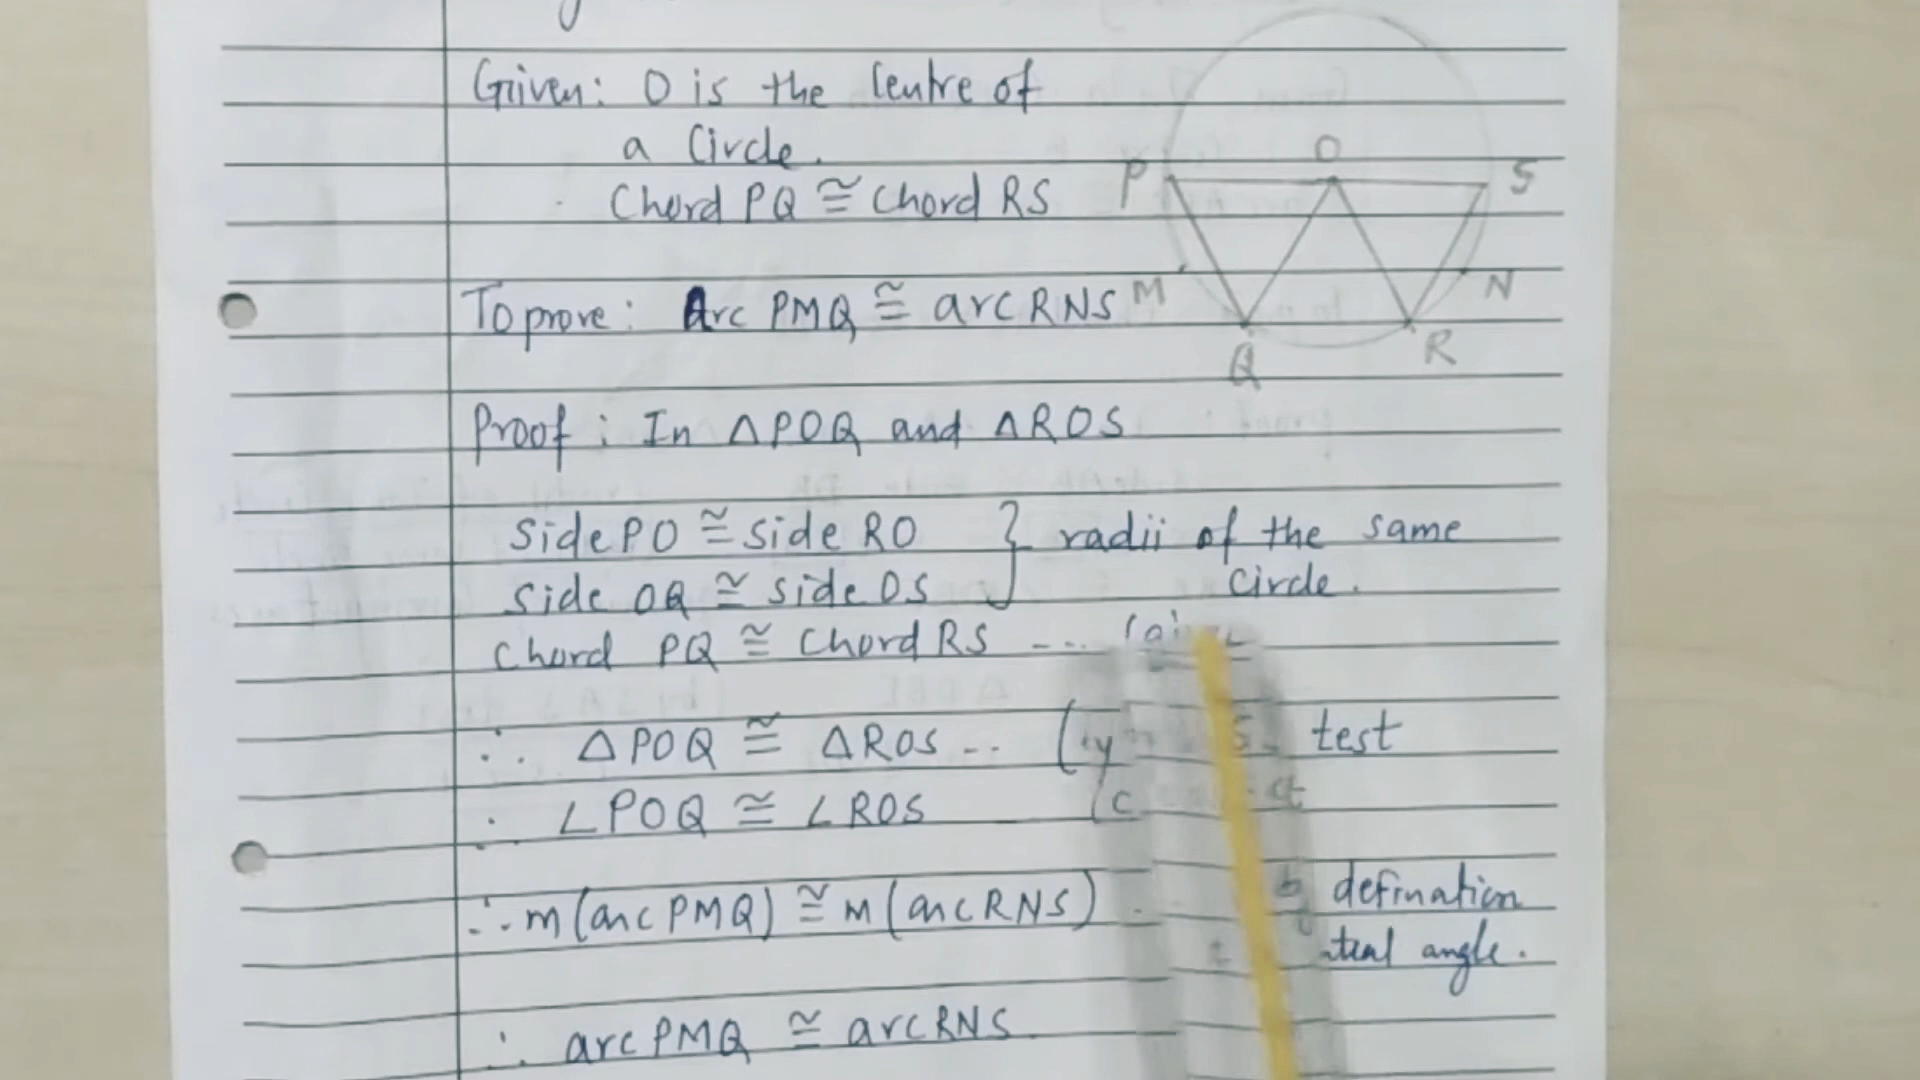 Given: O is the Centre of
a Circle.
Chord PQ ≅ Chord RS
O
P
S
M
N
Q
R
To prove: Arc PMQ ≅ arc RNS
Proof: In △POQ and △ROS
side PO ≅ side RO } radii of the same
side OQ ≅ side OS circle.
Chord PQ ≅ Chord RS ---
∴ △POQ ≅ △ROS -- ( test
∴ ∠POQ ≅ ∠ROS (c
∴ m(arc PMQ) ≅ m(arc RNS) defination
angle.
∴ arc PMQ ≅ arc RNS